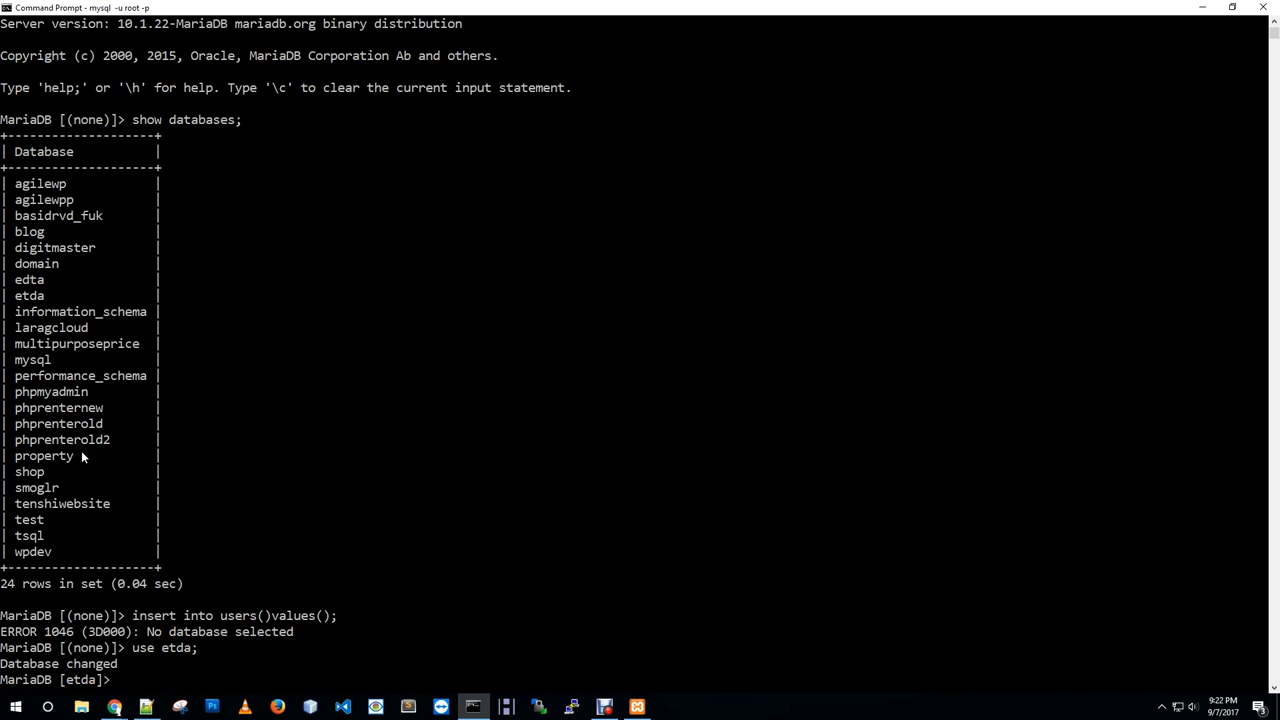 Command Prompt - mysql -u root -p
Server version: 10.1.22-MariaDB mariadb.org binary distribution
Copyright (c) 2000, 2015, Oracle, MariaDB Corporation Ab and others.
Type 'help;' or '\h' for help. Type '\c' to clear the current input statement.
MariaDB [(none)]> show databases;
+--------------------+
| Database           |
+--------------------+
| agilewp            |
| agilewpp           |
| basidrvd_fuk       |
| blog               |
| digitmaster        |
| domain             |
| edta               |
| etda               |
| information_schema |
| laragcloud         |
| multipurposeprice  |
| mysql              |
| performance_schema |
| phpmyadmin         |
| phprenternew       |
| phprenterold       |
| phprenterold2      |
| property           |
| shop               |
| smoglr             |
| tenshiwebsite      |
| test               |
| tsql               |
| wpdev              |
+--------------------+
24 rows in set (0.04 sec)
MariaDB [(none)]> insert into users()values();
ERROR 1046 (3D000): No database selected
MariaDB [(none)]> use etda;
Database changed
MariaDB [etda]>
9:22 PM
9/7/2017